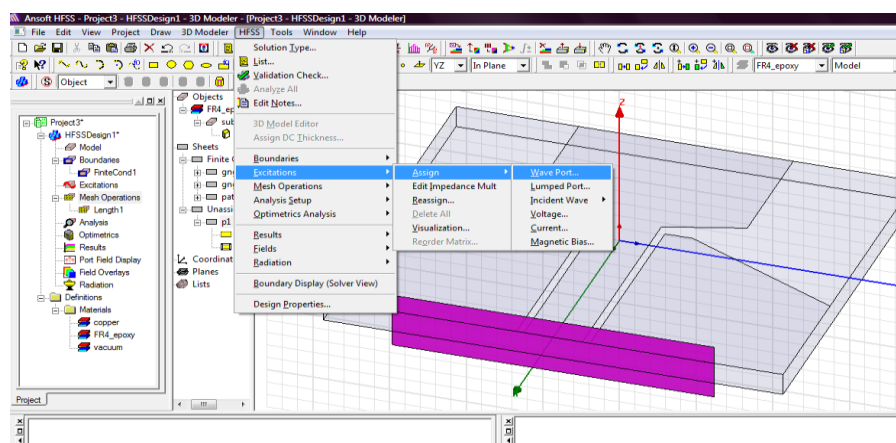 Ansoft HFSS - Project3 - HFSSDesign1 - 3D Modeler - [Project3 - HFSSDesign1 - 3D Modeler]
File Edit View Project Draw 3D Modeler HFSS Tools Window Help
YZ In Plane
FR4_epoxy Model
Object
Solution Type...
List...
Validation Check...
Analyze All
Edit Notes...
3D Model Editor
Assign DC Thickness...
Boundaries
Excitations
Mesh Operations
Analysis Setup
Optimetrics Analysis
Results
Fields
Radiation
Boundary Display (Solver View)
Design Properties...
Assign
Edit Impedance Mult
Reassign...
Delete All
Visualization...
Reorder Matrix...
Wave Port...
Lumped Port...
Incident Wave
Voltage...
Current...
Magnetic Bias...
Project3*
HFSSDesign1*
Model
Boundaries
FiniteCond1
Excitations
Mesh Operations
Length1
Analysis
Optimetrics
Results
Port Field Display
Field Overlays
Radiation
Definitions
Materials
copper
FR4_epoxy
vacuum
Project
Objects
FR4_ep
sub
Sheets
Finite C
gn
gn
pat
Unassi
p1
Coordinat
Planes
Lists
Z